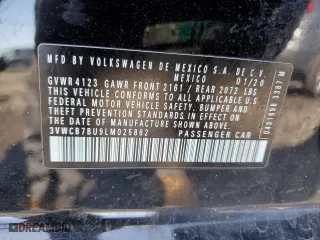 MFD BY VOLKSWAGEN DE MEXICO S.A. DE C.V.
MEXICO 01/20
GVWR 4123 GAWR FRONT 2161 / REAR 2072 LBS
THIS VEHICLE CONFORMS TO ALL APPLICABLE
FEDERAL MOTOR VEHICLE SAFETY, BUMPER,
AND THEFT PREVENTION STANDARDS IN EFFECT
ON THE DATE OF MANUFACTURE SHOWN ABOVE.
3VWCB7BU9LM025882 PASSENGER CAR